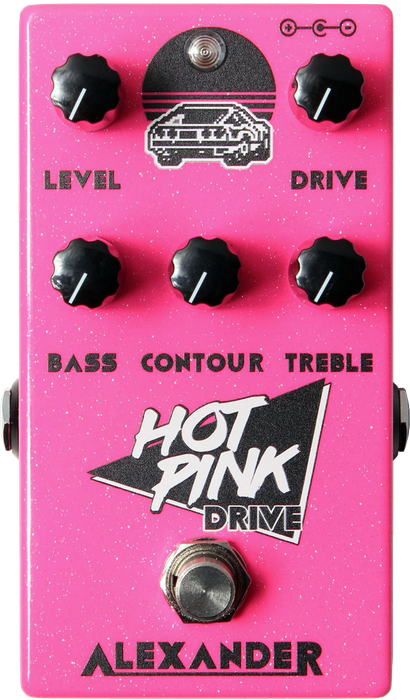 LEVEL DRIVE
BASS CONTOUR TREBLE
HOT
PINK
DRIVE
ALEXANDER